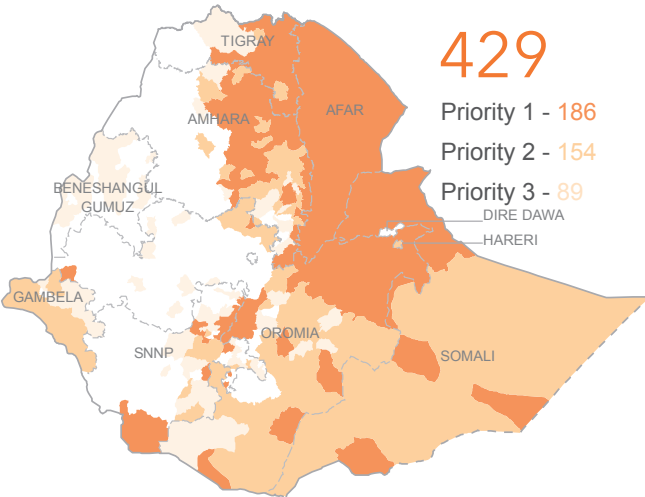 TIGRAY
429
AFAR
Priority 1 - 186
AMHARA
Priority 2 - 154
BENESHANGUL
GUMUZ
Priority 3 - 89
DIRE DAWA
HARERI
GAMBELA
OROMIA
SNNP
SOMALI